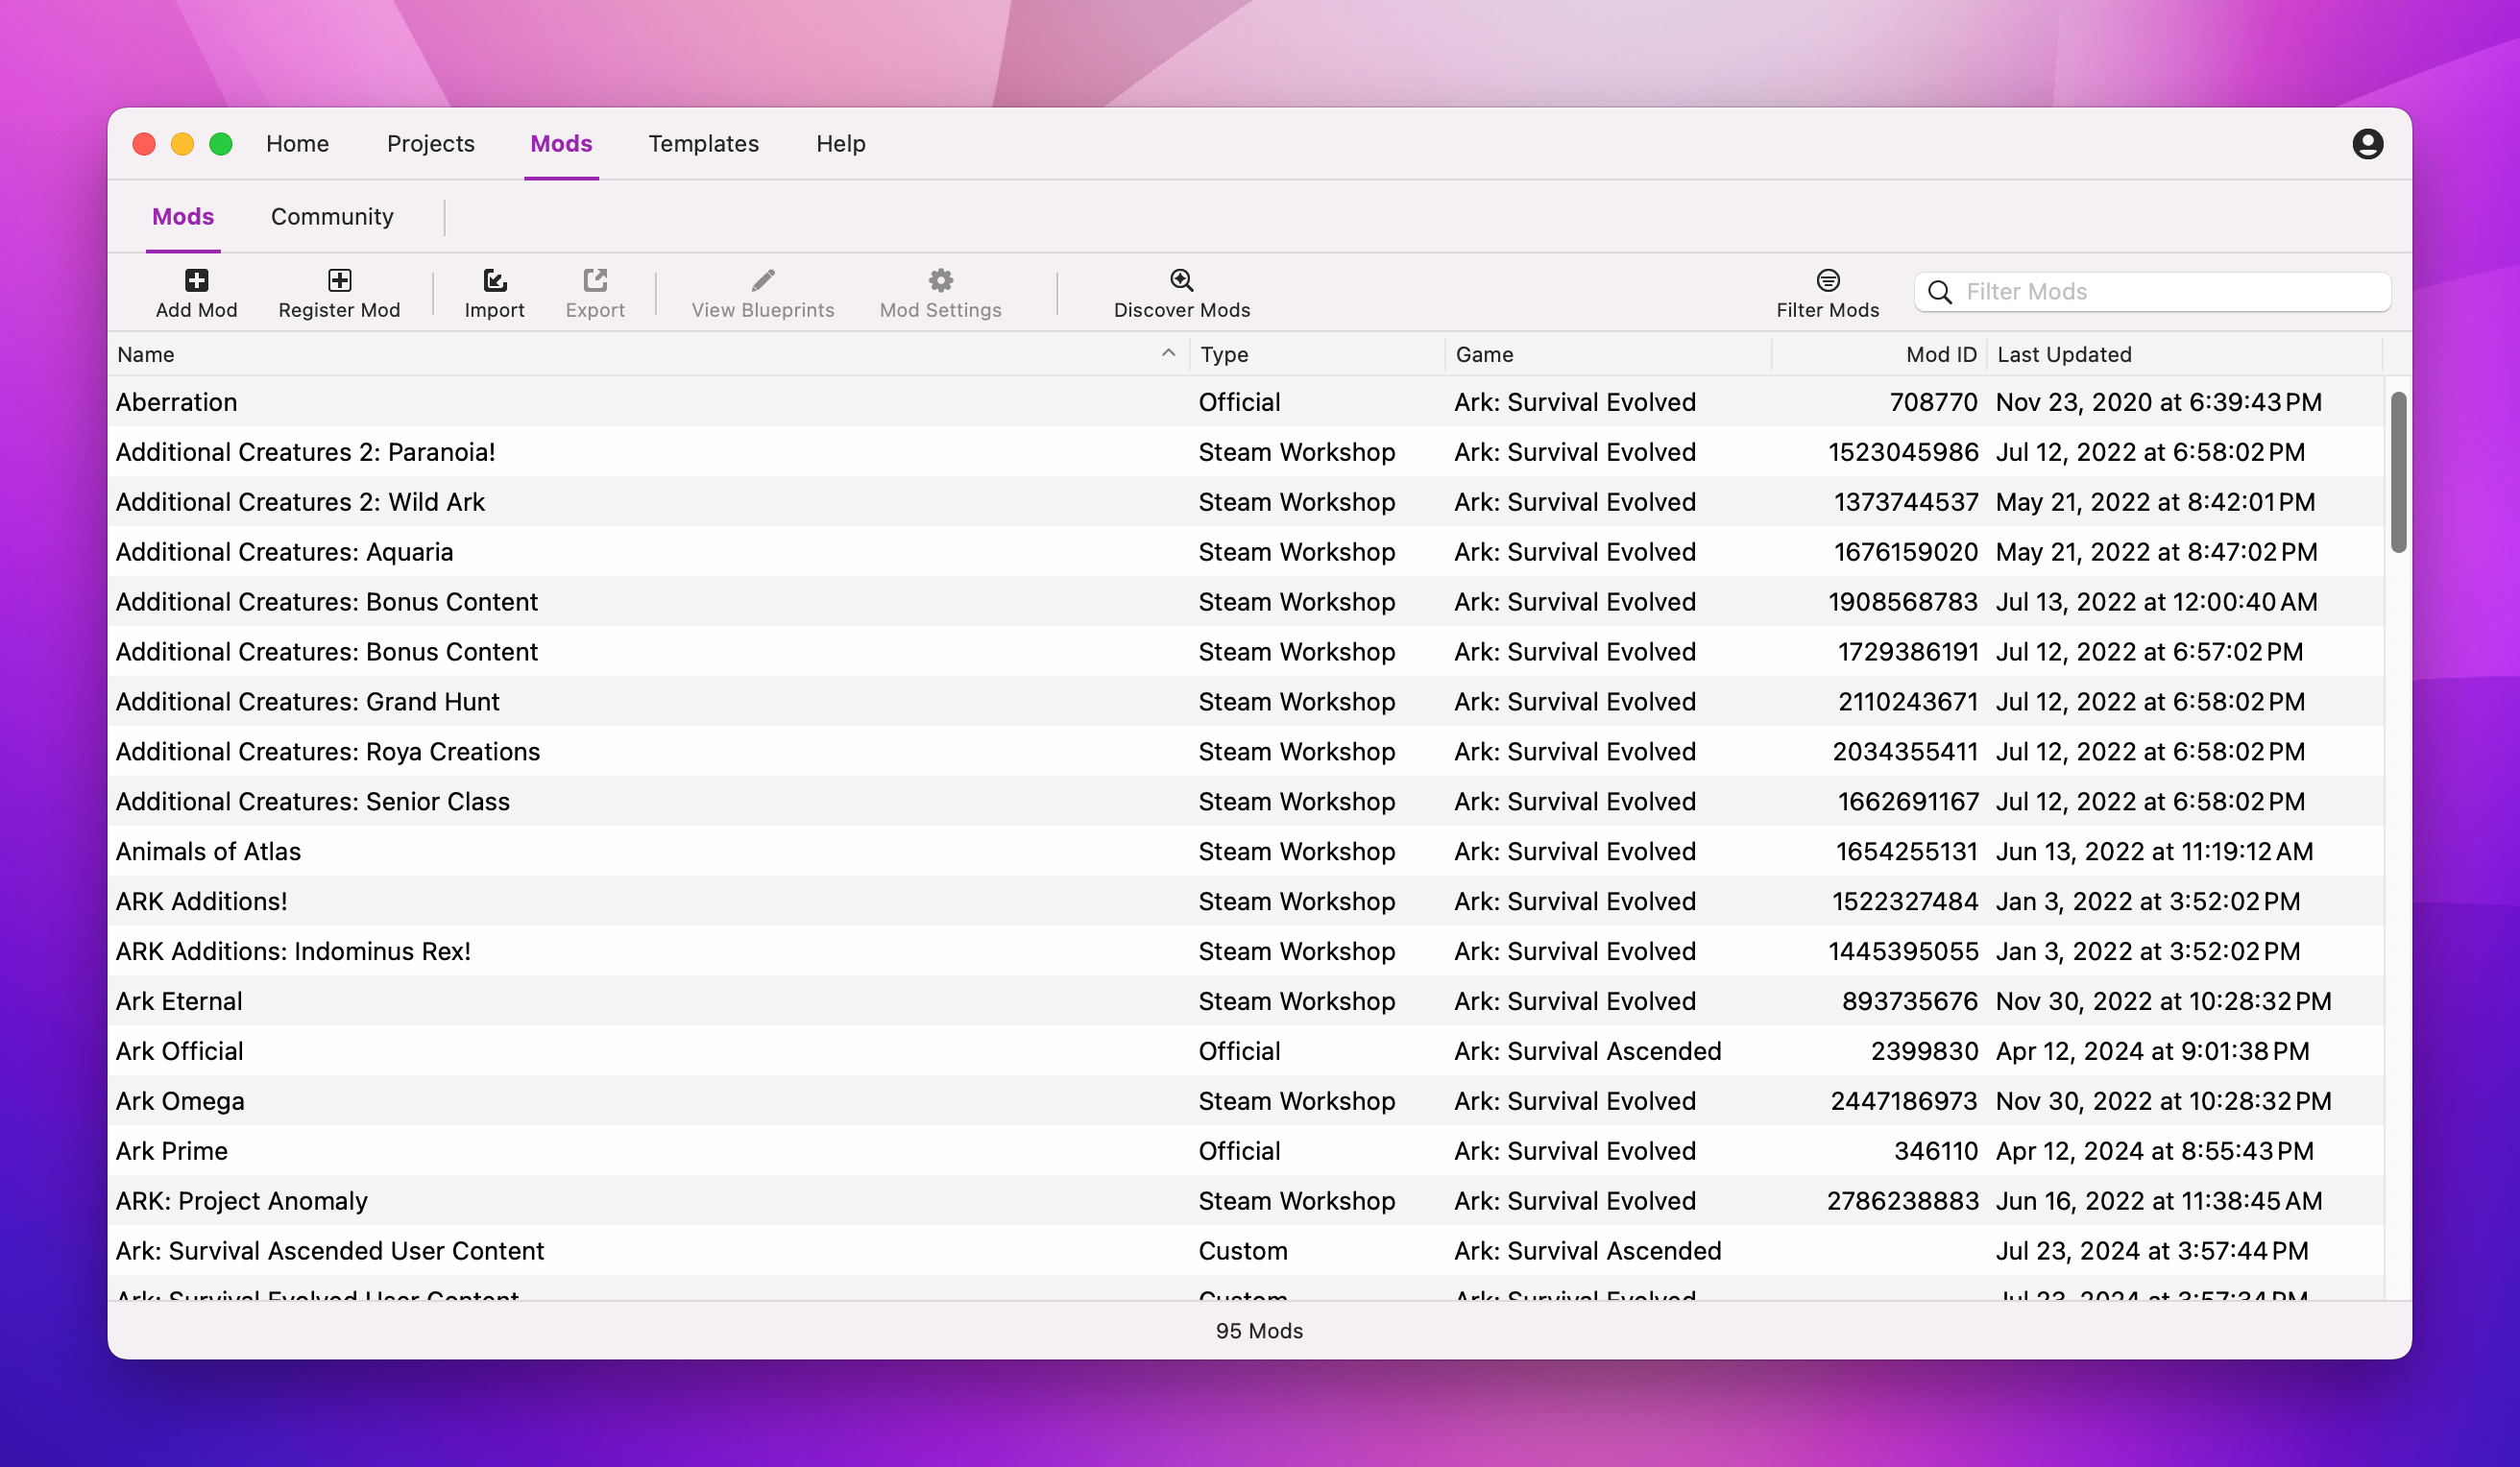 Home Projects Mods Templates Help
Mods Community
Add Mod Register Mod Import Export View Blueprints Mod Settings Discover Mods Filter Mods Filter Mods
Name Type Game Mod ID Last Updated
Aberration Official Ark: Survival Evolved 708770 Nov 23, 2020 at 6:39:43 PM
Additional Creatures 2: Paranoia! Steam Workshop Ark: Survival Evolved 1523045986 Jul 12, 2022 at 6:58:02 PM
Additional Creatures 2: Wild Ark Steam Workshop Ark: Survival Evolved 1373744537 May 21, 2022 at 8:42:01 PM
Additional Creatures: Aquaria Steam Workshop Ark: Survival Evolved 1676159020 May 21, 2022 at 8:47:02 PM
Additional Creatures: Bonus Content Steam Workshop Ark: Survival Evolved 1908568783 Jul 13, 2022 at 12:00:40 AM
Additional Creatures: Bonus Content Steam Workshop Ark: Survival Evolved 1729386191 Jul 12, 2022 at 6:57:02 PM
Additional Creatures: Grand Hunt Steam Workshop Ark: Survival Evolved 2110243671 Jul 12, 2022 at 6:58:02 PM
Additional Creatures: Roya Creations Steam Workshop Ark: Survival Evolved 2034355411 Jul 12, 2022 at 6:58:02 PM
Additional Creatures: Senior Class Steam Workshop Ark: Survival Evolved 1662691167 Jul 12, 2022 at 6:58:02 PM
Animals of Atlas Steam Workshop Ark: Survival Evolved 1654255131 Jun 13, 2022 at 11:19:12 AM
ARK Additions! Steam Workshop Ark: Survival Evolved 1522327484 Jan 3, 2022 at 3:52:02 PM
ARK Additions: Indominus Rex! Steam Workshop Ark: Survival Evolved 1445395055 Jan 3, 2022 at 3:52:02 PM
Ark Eternal Steam Workshop Ark: Survival Evolved 893735676 Nov 30, 2022 at 10:28:32 PM
Ark Official Official Ark: Survival Ascended 2399830 Apr 12, 2024 at 9:01:38 PM
Ark Omega Steam Workshop Ark: Survival Evolved 2447186973 Nov 30, 2022 at 10:28:32 PM
Ark Prime Official Ark: Survival Evolved 346110 Apr 12, 2024 at 8:55:43 PM
ARK: Project Anomaly Steam Workshop Ark: Survival Evolved 2786238883 Jun 16, 2022 at 11:38:45 AM
Ark: Survival Ascended User Content Custom Ark: Survival Ascended Jul 23, 2024 at 3:57:44 PM
Ark: Survival Evolved User Content Custom Ark: Survival Evolved Jul 23, 2024 at 3:57:34 PM
95 Mods